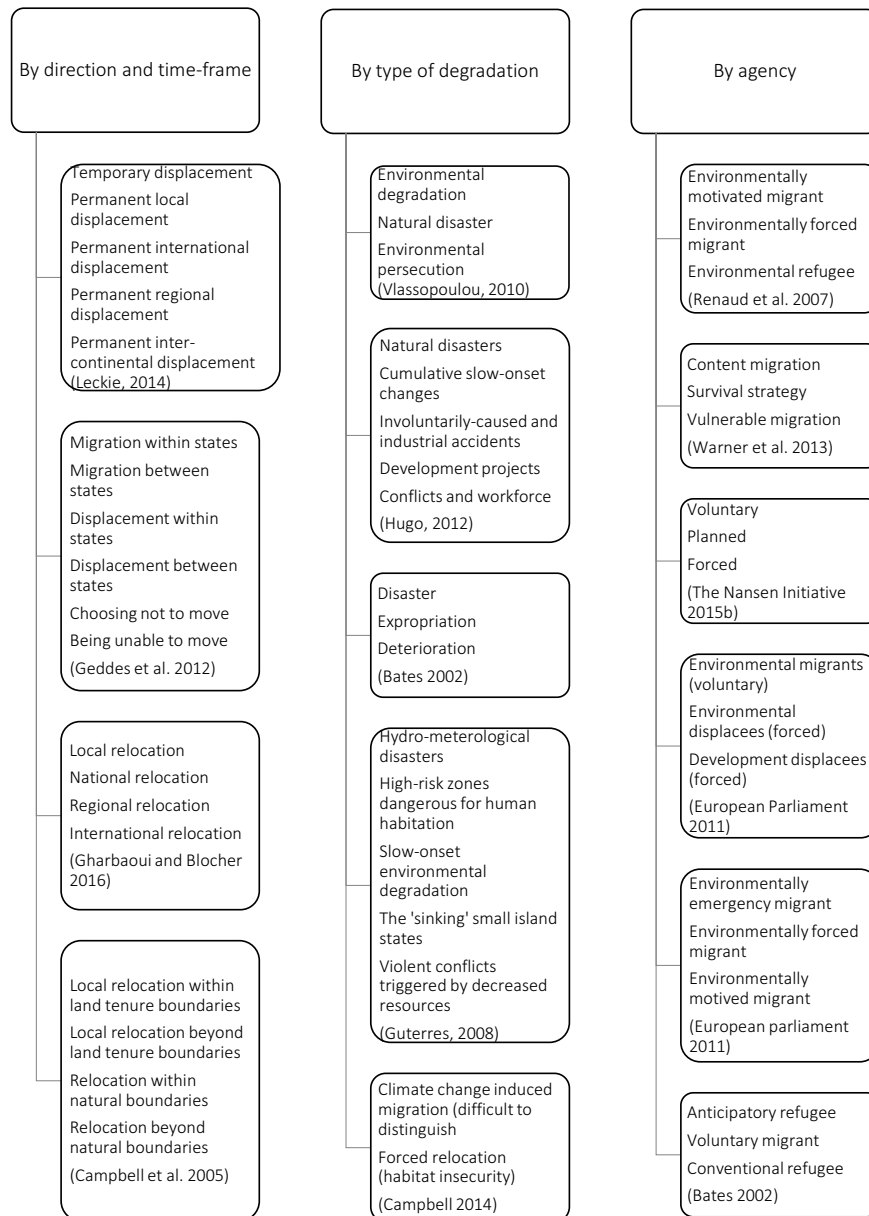 By direction and time-frame
Temporary displacement
Permanent local
displacement
Permanent international
displacement
Permanent regional
displacement
Permanent inter-
continental displacement
(Leckie, 2014)
Migration within states
Migration between
states
Displacement within
states
Displacement between
states
Choosing not to move
Being unable to move
(Geddes et al. 2012)
Local relocation
National relocation
Regional relocation
International relocation
(Gharbaoui and Blocher
2016)
Local relocation within
land tenure boundaries
Local relocation beyond
land tenure boundaries
Relocation within
natural boundaries
Relocation beyond
natural boundaries
(Campbell et al. 2005)
By type of degradation
Environmental
degradation
Natural disaster
Environmental
persecution
(Vlassopoulou, 2010)
Natural disasters
Cumulative slow-onset
changes
Involuntarily-caused and
industrial accidents
Development projects
Conflicts and workforce
(Hugo, 2012)
Disaster
Expropriation
Deterioration
(Bates 2002)
Hydro-meterological
disasters
High-risk zones
dangerous for human
habitation
Slow-onset
environmental
degradation
The 'sinking' small island
states
Violent conflicts
triggered by decreased
resources
(Guterres, 2008)
Climate change induced
migration (difficult to
distinguish
Forced relocation
(habitat insecurity)
(Campbell 2014)
By agency
Environmentally
motivated migrant
Environmentally forced
migrant
Environmental refugee
(Renaud et al. 2007)
Content migration
Survival strategy
Vulnerable migration
(Warner et al. 2013)
Voluntary
Planned
Forced
(The Nansen Initiative
2015b)
Environmental migrants
(voluntary)
Environmental
displacees (forced)
Development displacees
(forced)
(European Parliament
2011)
Environmentally
emergency migrant
Environmentally forced
migrant
Environmentally
motived migrant
(European parliament
2011)
Anticipatory refugee
Voluntary migrant
Conventional refugee
(Bates 2002)